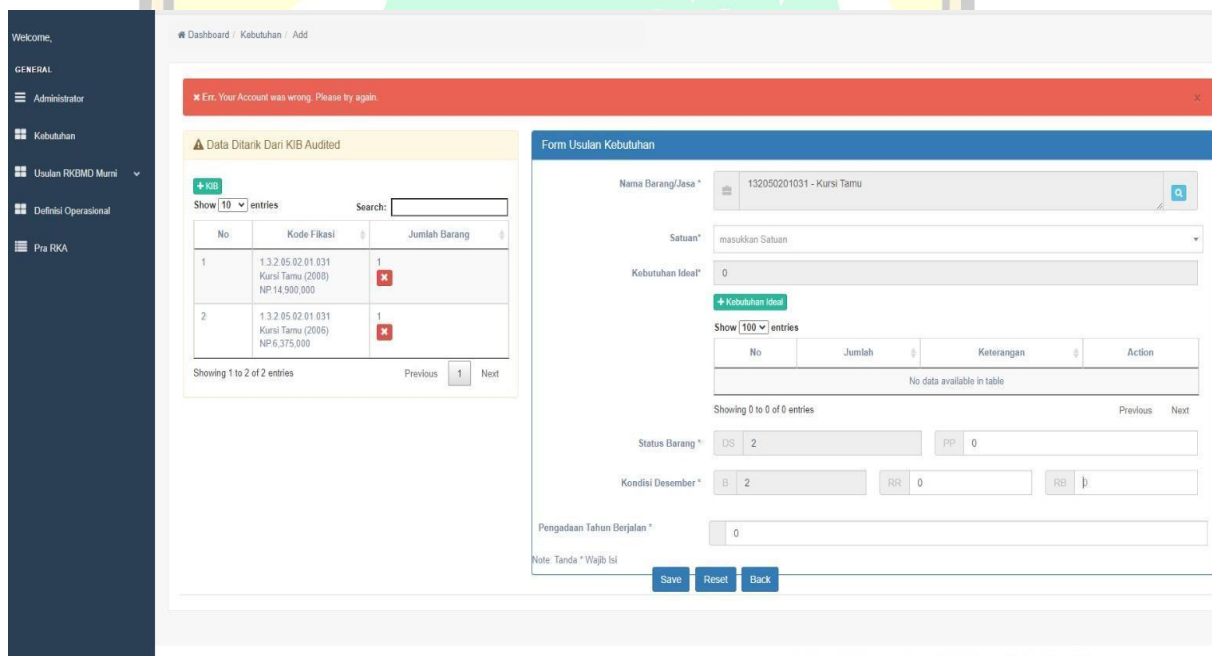 Welcome,
GENERAL
Administrator
Kebutuhan
Usulan RKBMD Murni
Definisi Operasional
Pra RKA
Dashboard / Kebutuhan / Add
Err. Your Account was wrong. Please try again.
x
Data Ditarik Dari KIB Audited
+ KIB
Show 10 entries
Search:
No Kode Fikasi Jumlah Barang
1 1.3.2.05.02.01.031 1
Kursi Tamu (2008)
NP.14,900,000
2 1.3.2.05.02.01.031 1
Kursi Tamu (2006)
NP.6,375,000
Showing 1 to 2 of 2 entries
Previous 1 Next
Form Usulan Kebutuhan
Nama Barang/Jasa * 132050201031 - Kursi Tamu
Satuan* masukkan Satuan
Kebutuhan Ideal* 0
+ Kebutuhan Ideal
Show 100 entries
No Jumlah Keterangan Action
No data available in table
Showing 0 to 0 of 0 entries
Previous Next
Status Barang * DS 2 PP 0
Kondisi Desember * B 2 RR 0 RB 0
Pengadaan Tahun Berjalan * 0
Note: Tanda * Wajib Isi
Save Reset Back